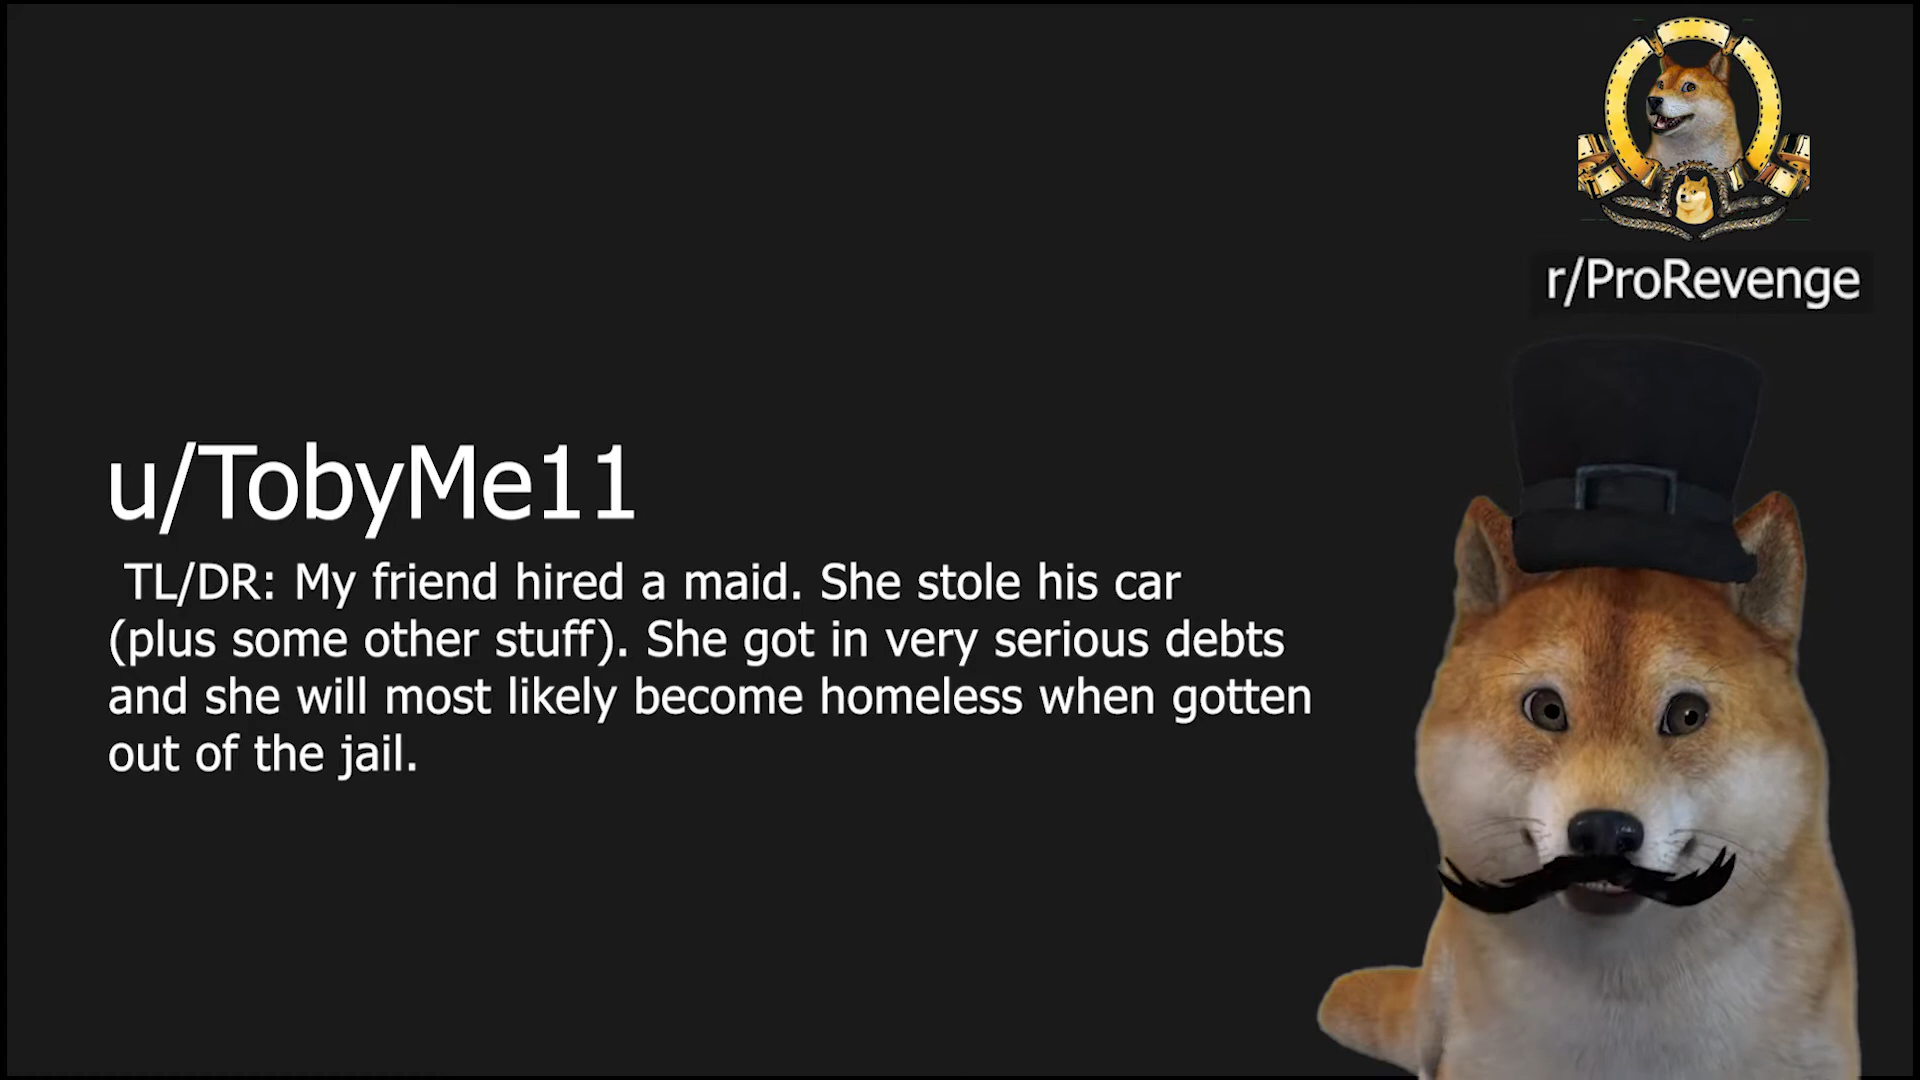 r/ProRevenge
u/TobyMe11
TL/DR: My friend hired a maid. She stole his car
(plus some other stuff). She got in very serious debts
and she will most likely become homeless when gotten
out of the jail.